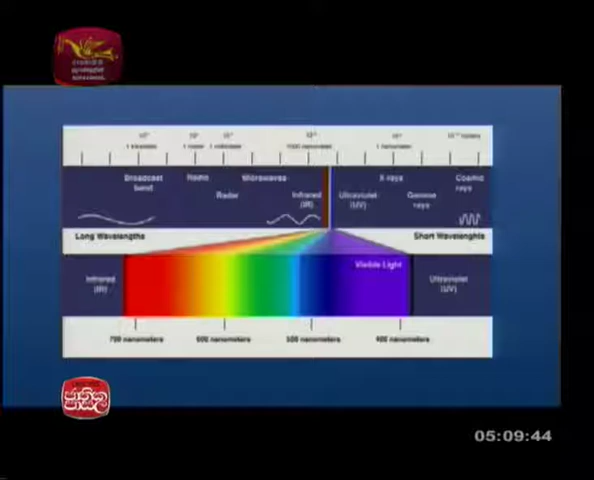 1 kilometer
1 meter
1 millimeter
1000 nanometer
1 nanometer
Broadcast
band
Radio
Microwaves
X rays
Cosmic
rays
Radar
Infrared
(IR)
Ultraviolet
(UV)
Gamma
rays
Long Wavelengths
Short Wavelengths
Infrared
(IR)
Visible Light
Ultraviolet
(UV)
700 nanometers
600 nanometers
500 nanometers
400 nanometers
05:09:44